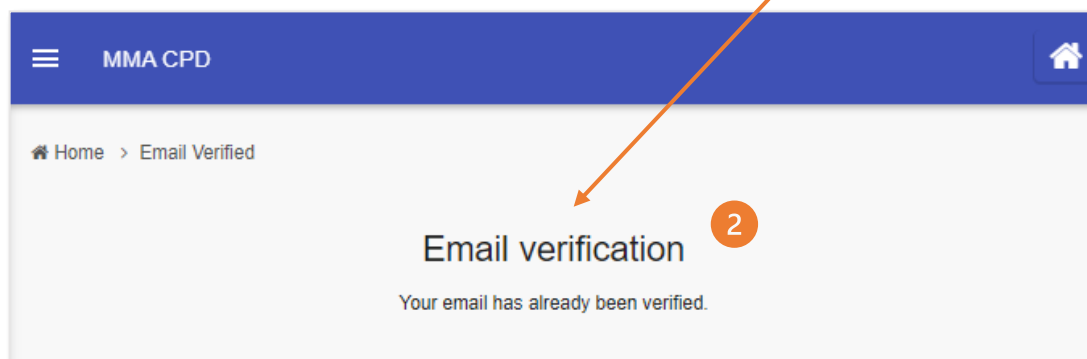 MMA CPD
Home > Email Verified
Email verification
2
Your email has already been verified.